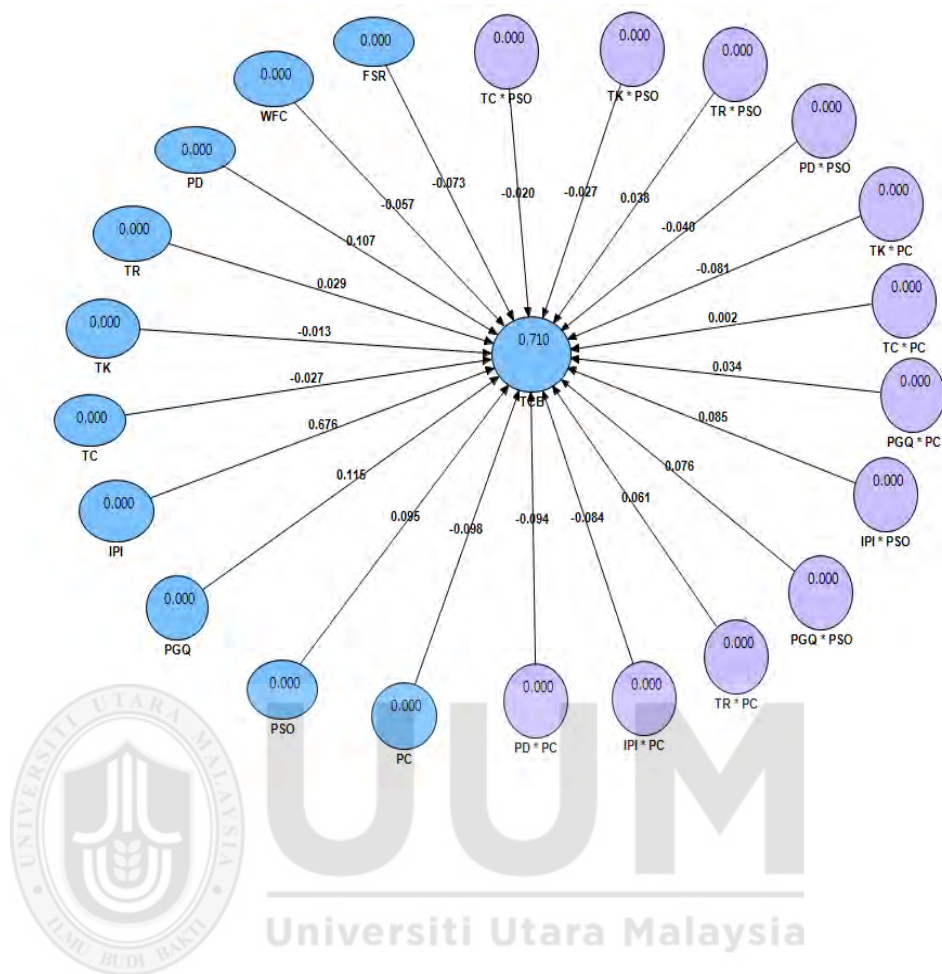 0.000
FSR
0.000
TC * PSO
0.000
TK * PSO
0.000
TR * PSO
0.000
WFC
0.000
PD * PSO
0.000
PD
0.000
TK * PC
0.000
TR
0.000
TC * PC
0.000
TK
0.000
PGQ * PC
0.000
TC
0.000
IPI * PSO
0.000
IPI
0.000
PGQ * PSO
0.000
PGQ
0.000
TR * PC
0.000
PSO
0.000
PC
0.000
PD * PC
0.000
IPI * PC
0.710
TCB
-0.073
-0.020
-0.027
0.038
-0.057
-0.040
0.107
-0.081
0.029
0.002
-0.013
0.034
-0.027
0.085
0.676
0.076
0.115
0.061
0.095
-0.098
-0.094
-0.084
UNIVERSITI UTARA MALAYSIA
ILMU BUDI BAKTI
UUM
Universiti Utara Malaysia